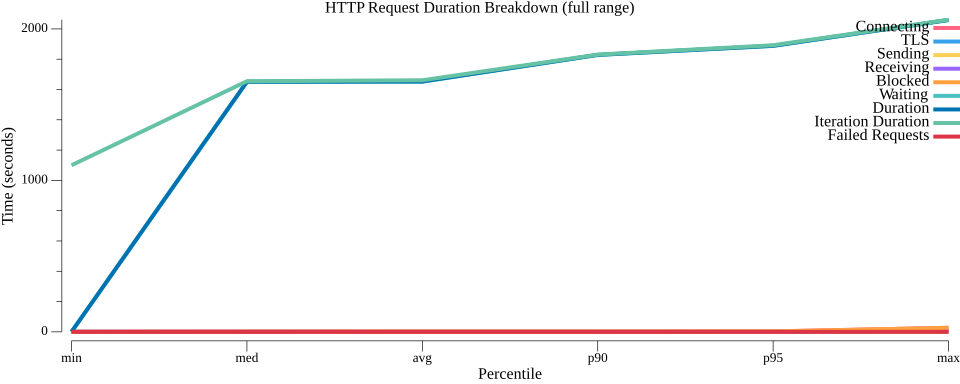 HTTP Request Duration Breakdown (full range)
Connecting
TLS
Sending
Receiving
Blocked
Waiting
Duration
Iteration Duration
Failed Requests
Time (seconds)
2000
1000
0
min med avg p90 p95 max
Percentile